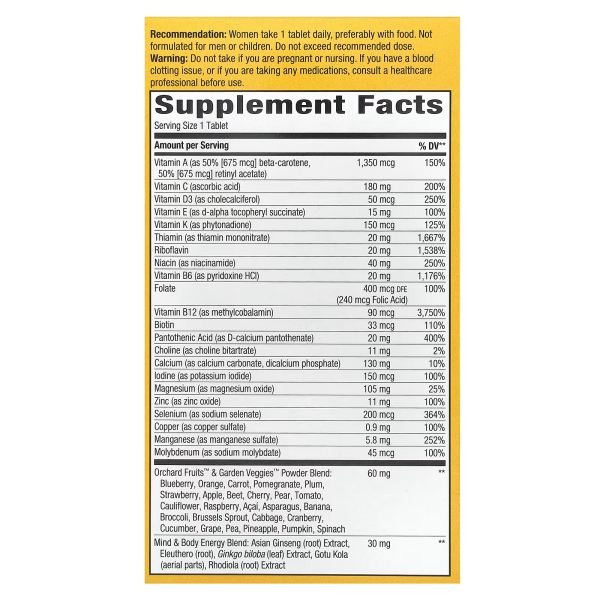 Recommendation: Women take 1 tablet daily, preferably with food. Not
formulated for men or children. Do not exceed recommended dose.
Warning: Do not take if you are pregnant or nursing. If you have a blood
clotting issue, or if you are taking any medications, consult a healthcare
professional before use.
Supplement Facts
Serving Size 1 Tablet
Amount per Serving % DV**
Vitamin A (as 50% [675 mcg] beta-carotene, 1,350 mcg 150%
50% [675 mcg] retinyl acetate)
Vitamin C (ascorbic acid) 180 mg 200%
Vitamin D3 (as cholecalciferol) 50 mcg 250%
Vitamin E (as d-alpha tocopheryl succinate) 15 mg 100%
Vitamin K (as phytonadione) 150 mcg 125%
Thiamin (as thiamin mononitrate) 20 mg 1,667%
Riboflavin 20 mg 1,538%
Niacin (as niacinamide) 40 mg 250%
Vitamin B6 (as pyridoxine HCl) 20 mg 1,176%
Folate 400 mcg DFE 100%
(240 mcg Folic Acid)
Vitamin B12 (as methylcobalamin) 90 mcg 3,750%
Biotin 33 mcg 110%
Pantothenic Acid (as D-calcium pantothenate) 20 mg 400%
Choline (as choline bitartrate) 11 mg 2%
Calcium (as calcium carbonate, dicalcium phosphate) 130 mg 10%
Iodine (as potassium iodide) 150 mcg 100%
Magnesium (as magnesium oxide) 105 mg 25%
Zinc (as zinc oxide) 11 mg 100%
Selenium (as sodium selenate) 200 mcg 364%
Copper (as copper sulfate) 0.9 mg 100%
Manganese (as manganese sulfate) 5.8 mg 252%
Molybdenum (as sodium molybdate) 45 mcg 100%
Orchard Fruits™ & Garden Veggies™ Powder Blend: 60 mg **
Blueberry, Orange, Carrot, Pomegranate, Plum,
Strawberry, Apple, Beet, Cherry, Pear, Tomato,
Cauliflower, Raspberry, Açai, Asparagus, Banana,
Broccoli, Brussels Sprout, Cabbage, Cranberry,
Cucumber, Grape, Pea, Pineapple, Pumpkin, Spinach
Mind & Body Energy Blend: Asian Ginseng (root) Extract, 30 mg **
Eleuthero (root), Ginkgo biloba (leaf) Extract, Gotu Kola
(aerial parts), Rhodiola (root) Extract